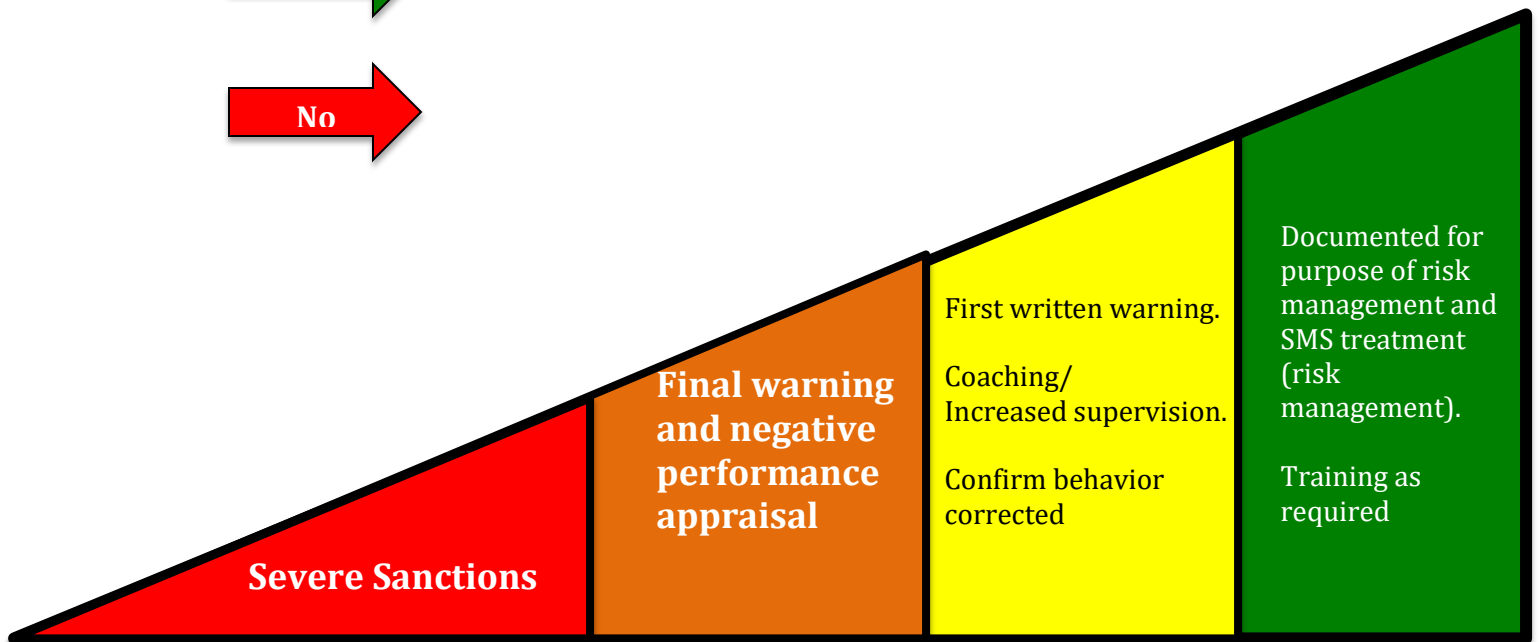 No
Severe Sanctions
Final warning
and negative
performance
appraisal
First written warning.
Coaching/
Increased supervision.
Confirm behavior
corrected
Documented for
purpose of risk
management and
SMS treatment
(risk
management).
Training as
required